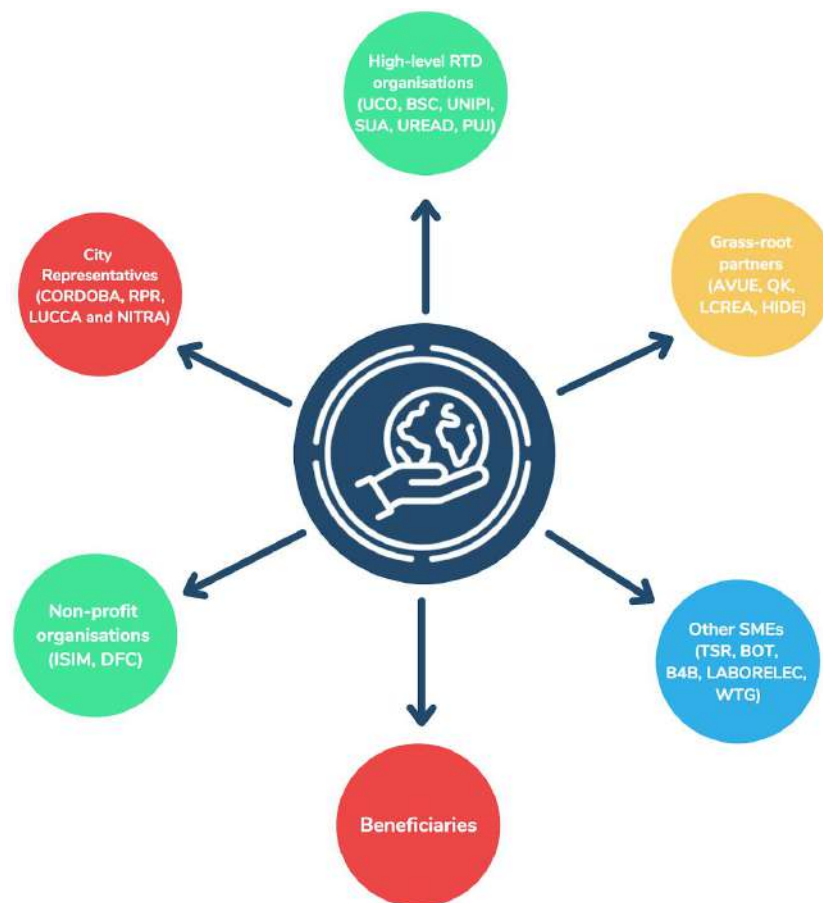 High-level RTD
organisations
(UCO, BSC, UNIPI,
SUA, UREAD, PUJ)
City
Representatives
(CORDOBA, RPR,
LUCCA and NITRA)
Grass-root
partners
(AVUE, QK,
LCREA, HIDE)
Non-profit
organisations
(ISIM, DFC)
Other SMEs
(TSR, BOT,
B4B, LABORELEC,
WTG)
Beneficiaries